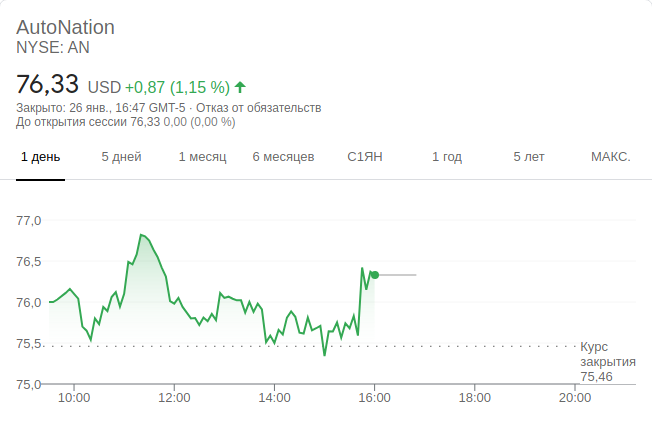 AutoNation
NYSE: AN
76,33 USD +0,87 (1,15 %)
Закрыто: 26 янв., 16:47 GMT-5 · Отказ от обязательств
До открытия сессии 76,33 0,00 (0,00 %)
1 день 5 дней 1 месяц 6 месяцев С1ЯН 1 год 5 лет МАКС.
77,0
76,5
76,0
75,5
Курс
закрытия
75,46
75,0
10:00 12:00 14:00 16:00 18:00 20:00